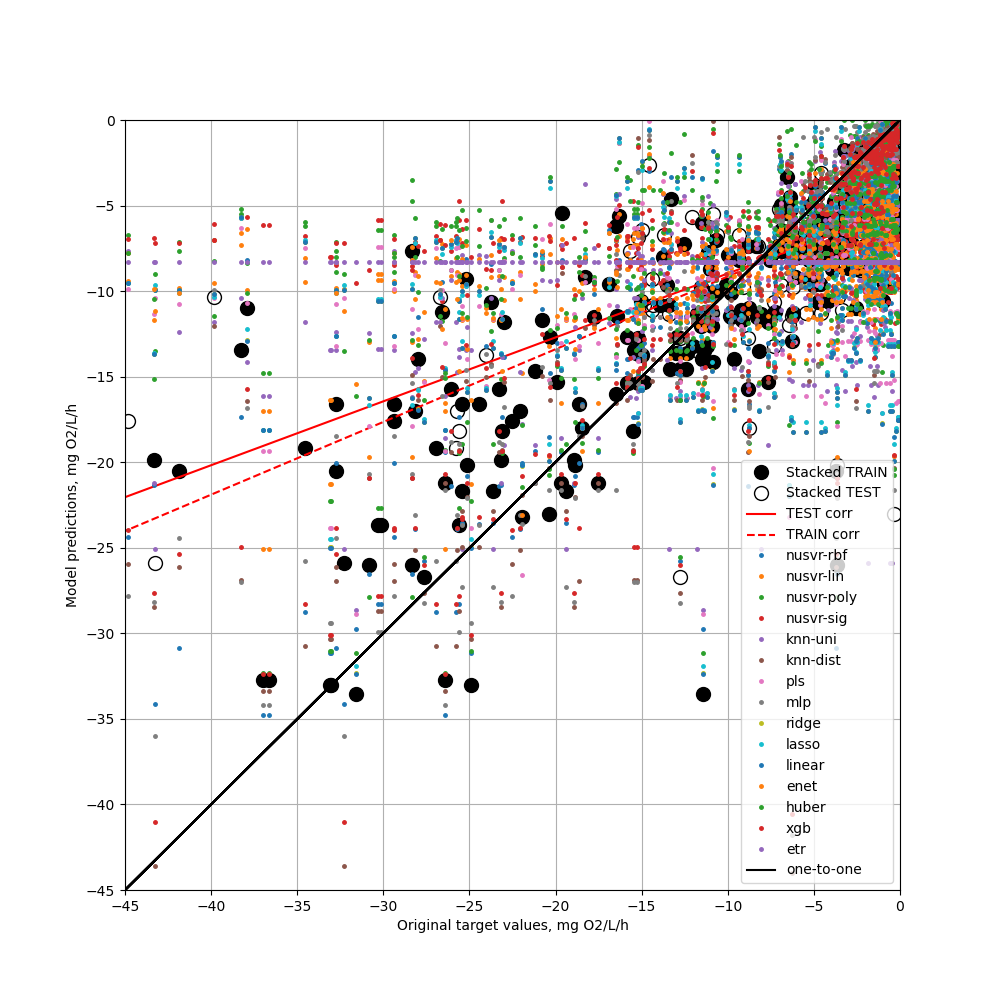 0
−5
−10
−15
−20
−25
−30
−35
−40
−45
Model predictions, mg O2/L/h
−45 −40 −35 −30 −25 −20 −15 −10 −5 0
Original target values, mg O2/L/h
Stacked TRAIN
Stacked TEST
TEST corr
TRAIN corr
nusvr-rbf
nusvr-lin
nusvr-poly
nusvr-sig
knn-uni
knn-dist
pls
mlp
ridge
lasso
linear
enet
huber
xgb
etr
one-to-one